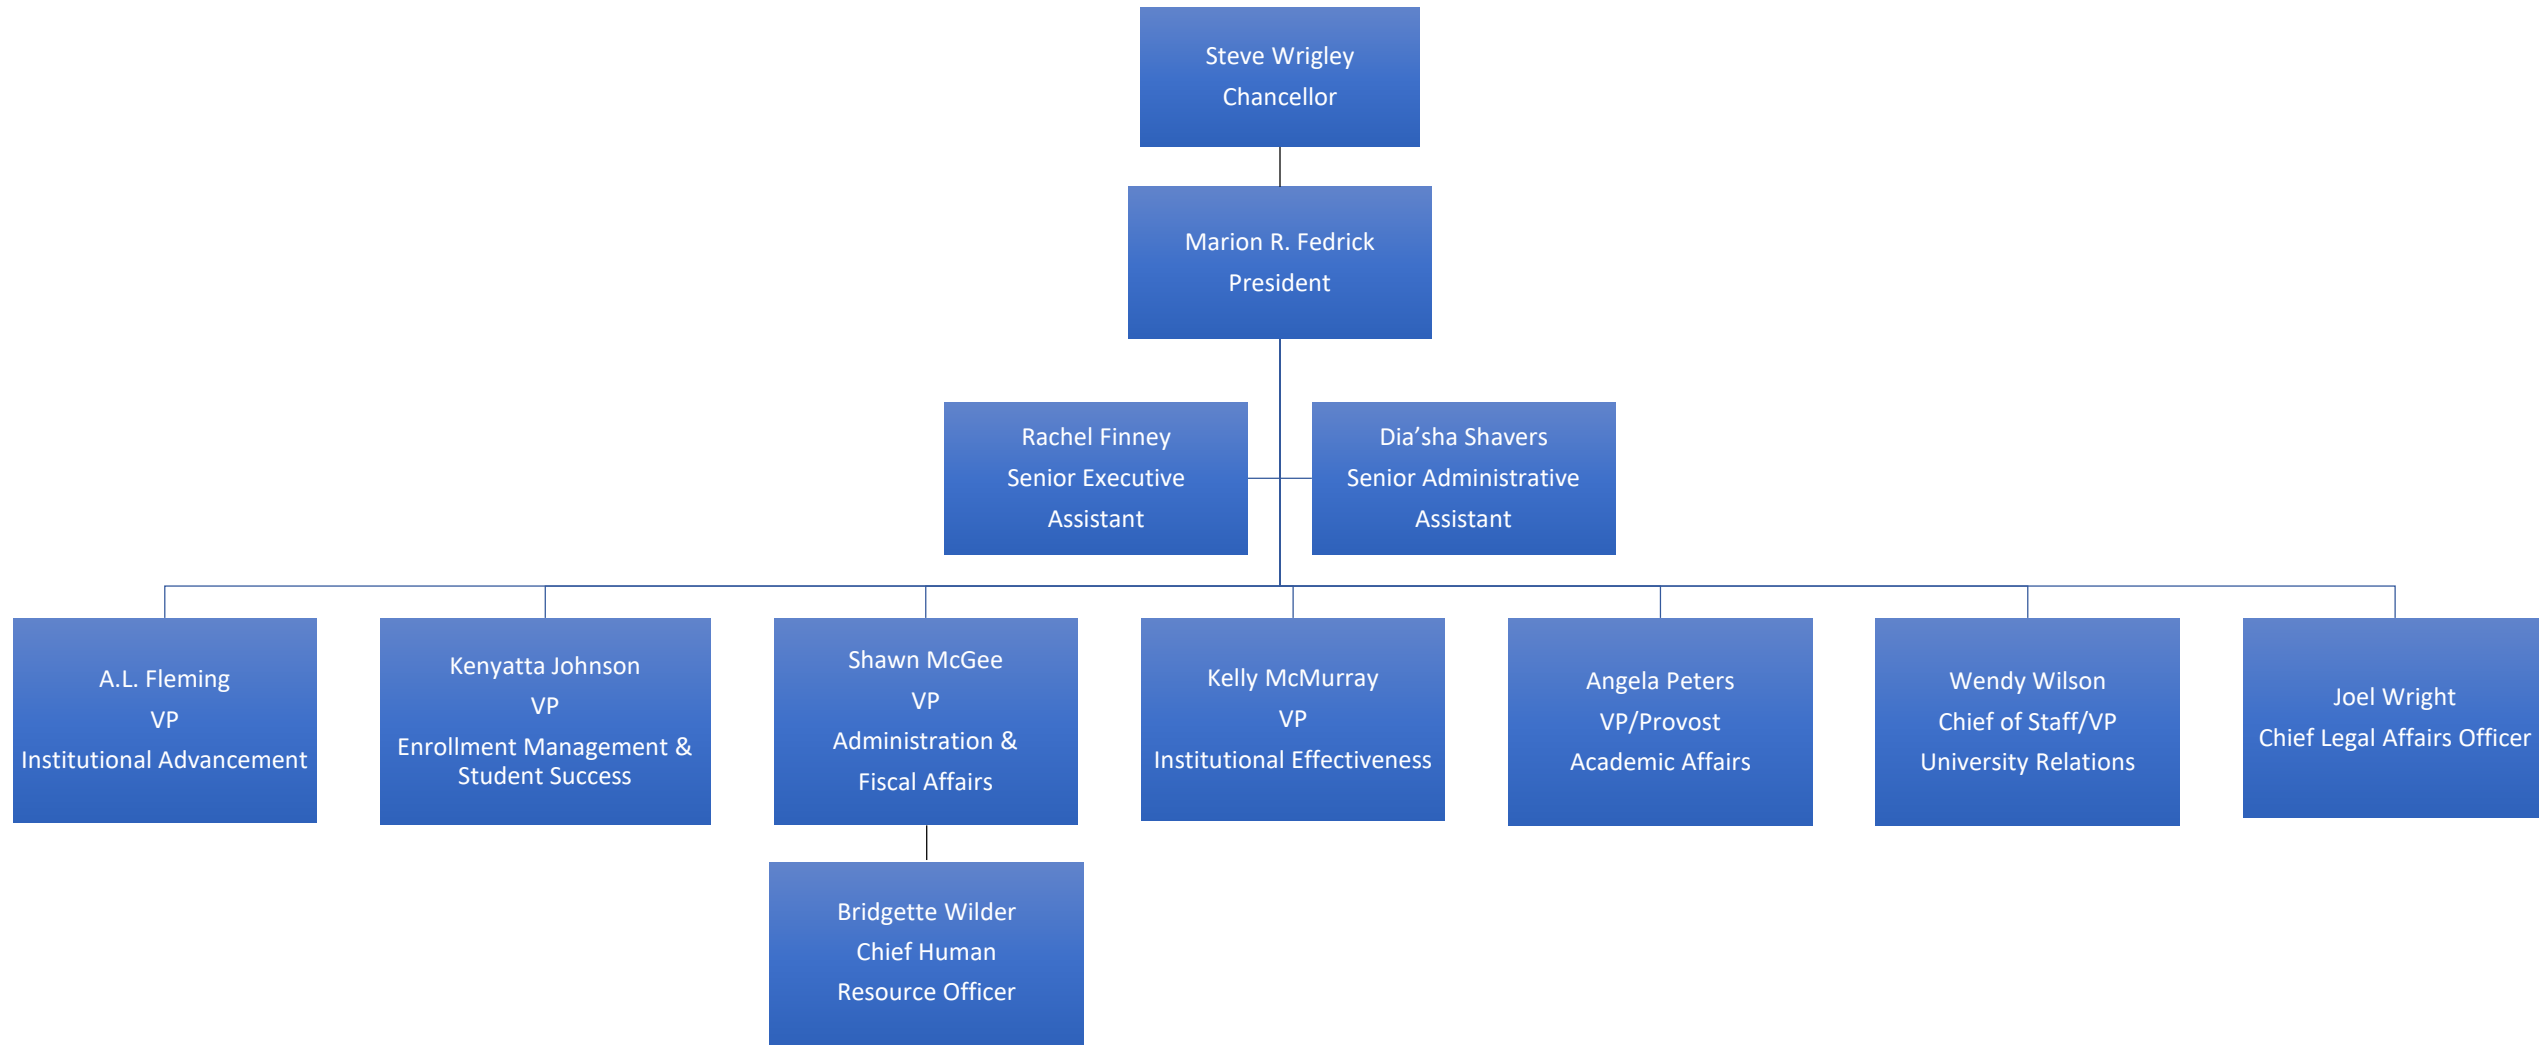 Steve Wrigley
Chancellor
Marion R. Fedrick
President
Rachel Finney
Senior Executive
Assistant
Dia’sha Shavers
Senior Administrative
Assistant
A.L. Fleming
VP
Institutional Advancement
Kenyatta Johnson
VP
Enrollment Management &
Student Success
Shawn McGee
VP
Administration &
Fiscal Affairs
Kelly McMurray
VP
Institutional Effectiveness
Angela Peters
VP/Provost
Academic Affairs
Wendy Wilson
Chief of Staff/VP
University Relations
Joel Wright
Chief Legal Affairs Officer
Bridgette Wilder
Chief Human
Resource Officer